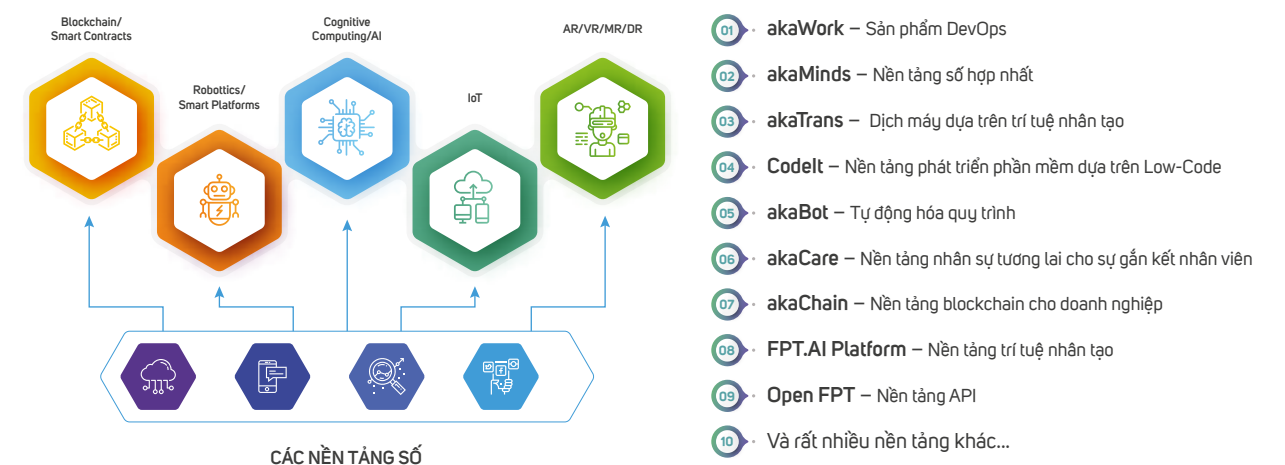 Blockchain/
Smart Contracts
Robottics/
Smart Platforms
Cognitive
Computing/AI
IoT
AR/VR/MR/DR
CÁC NỀN TẢNG SỐ
01 akaWork – Sản phẩm DevOps
02 akaMinds – Nền tảng số hợp nhất
03 akaTrans – Dịch máy dựa trên trí tuệ nhân tạo
04 CodeIt – Nền tảng phát triển phần mềm dựa trên Low-Code
05 akaBot – Tự động hóa quy trình
06 akaCare – Nền tảng nhân sự tương lai cho sự gắn kết nhân viên
07 akaChain – Nền tảng blockchain cho doanh nghiệp
08 FPT.AI Platform – Nền tảng trí tuệ nhân tạo
09 Open FPT – Nền tảng API
10 Và rất nhiều nền tảng khác...